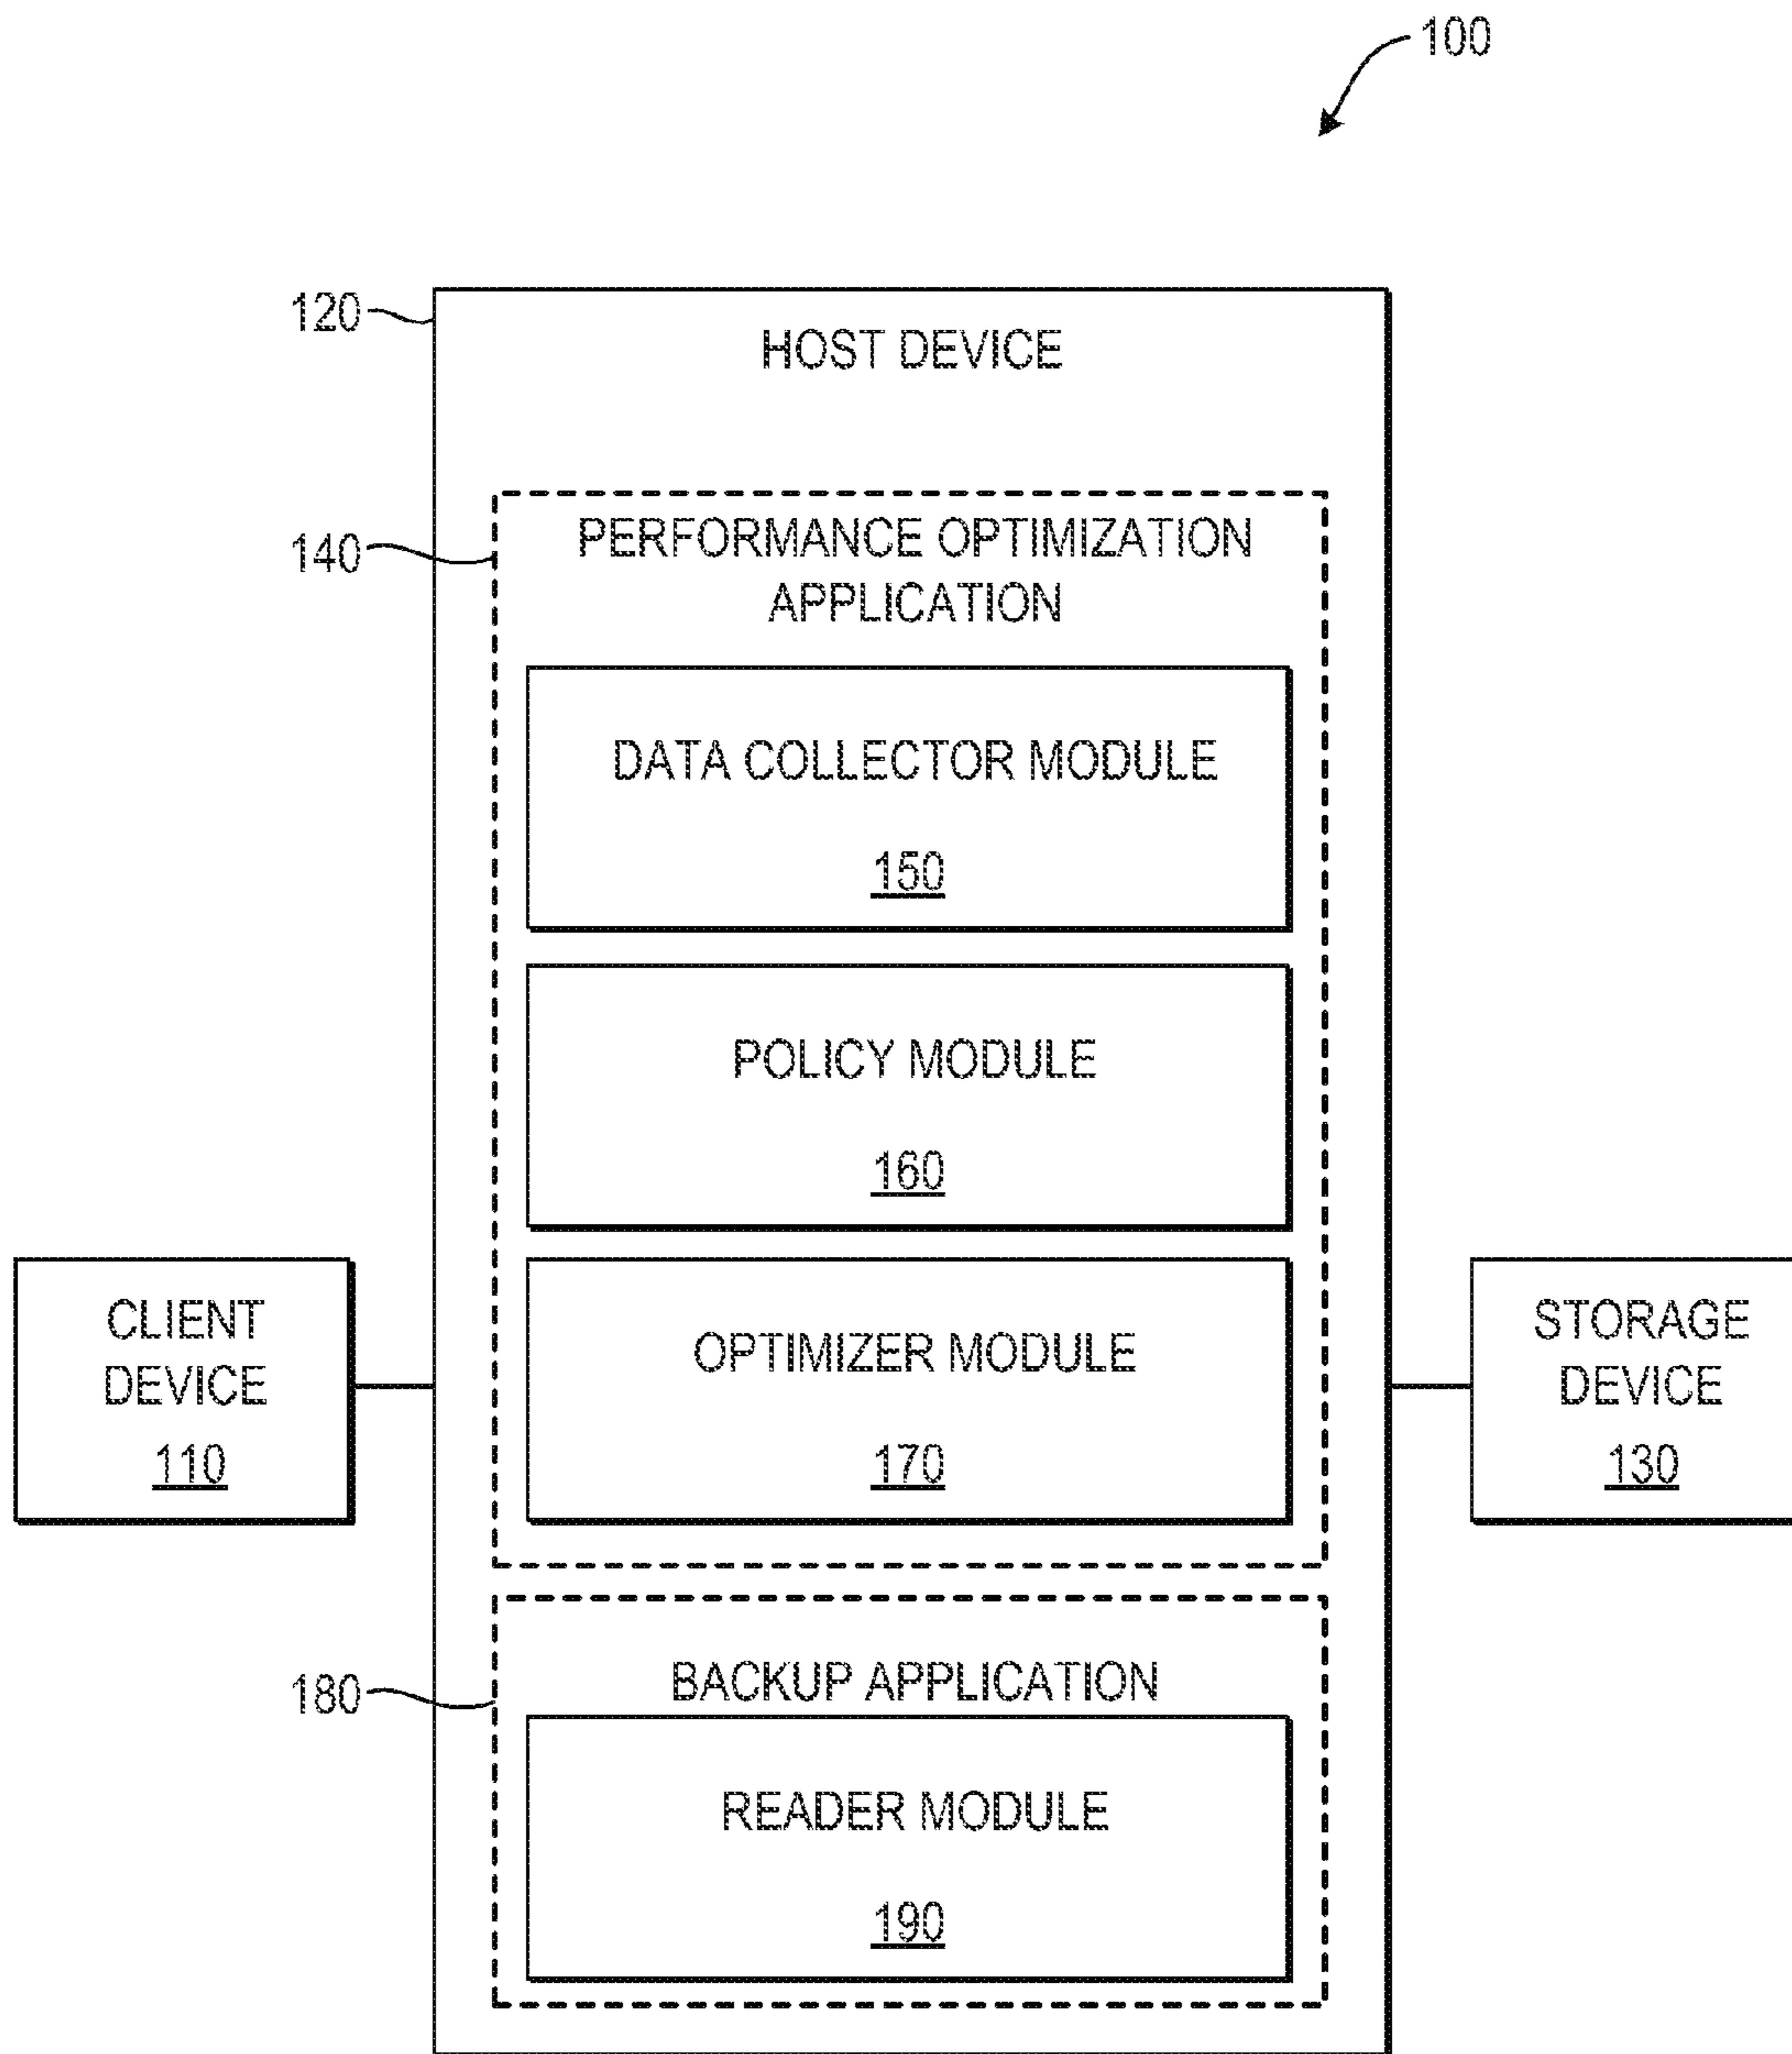 100
120
HOST DEVICE
140
PERFORMANCE OPTIMIZATION
APPLICATION
DATA COLLECTOR MODULE
150
POLICY MODULE
160
CLIENT
DEVICE
110
OPTIMIZER MODULE
170
STORAGE
DEVICE
130
180
BACKUP APPLICATION
READER MODULE
190